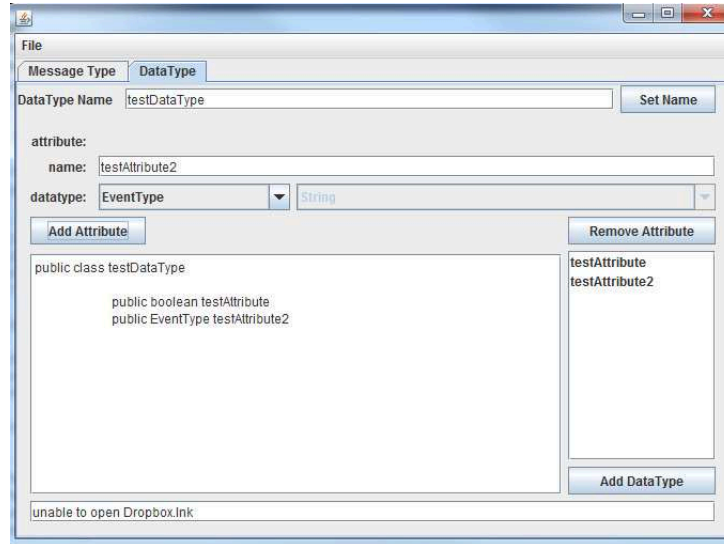 File
Message Type DataType
DataType Name testDataType Set Name
attribute:
name: testAttribute2
datatype: EventType String
Add Attribute Remove Attribute
public class testDataType
public boolean testAttribute
public EventType testAttribute2
testAttribute
testAttribute2
Add DataType
unable to open Dropbox.lnk